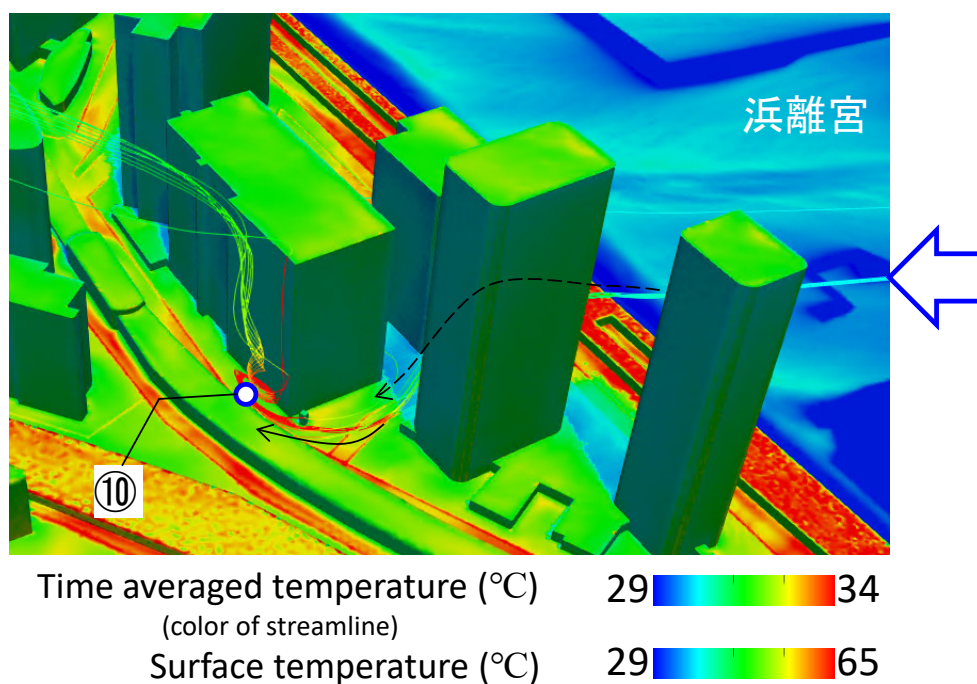 浜離宮
⑩
Time averaged temperature (℃)
29 34
(color of streamline)
Surface temperature (℃)
29 65